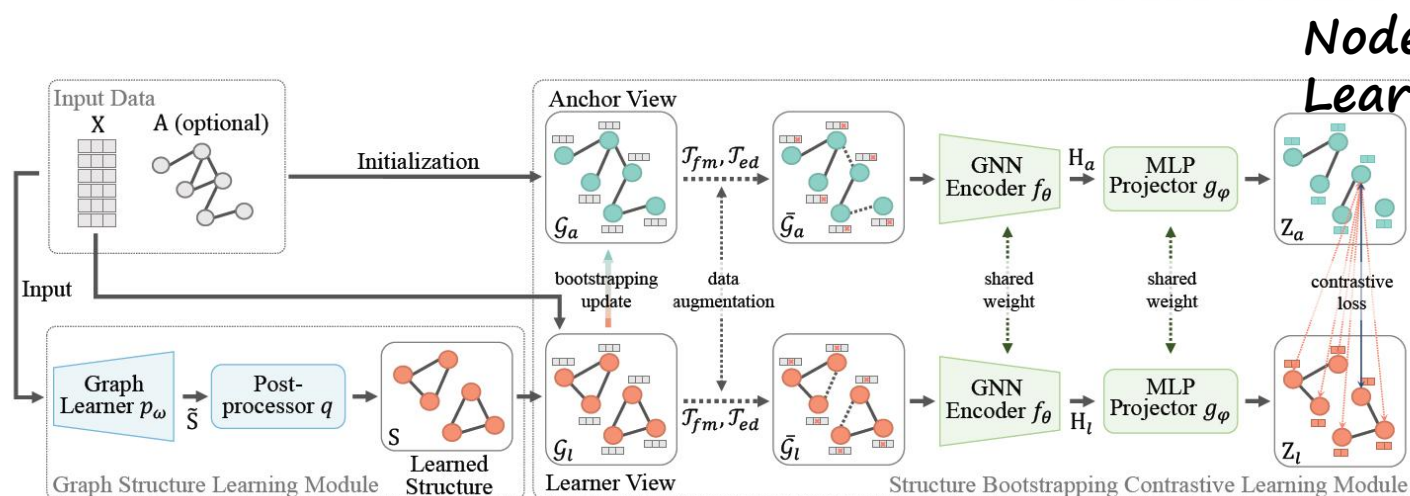 Node
Lear
Input Data
X
A (optional)
Initialization
Input
Anchor View
𝒢a
𝒯fm, 𝒯ed
𝒢̄a
GNN
Encoder fθ
Ha
MLP
Projector gφ
Za
bootstrapping
update
data
augmentation
shared
weight
shared
weight
contrastive
loss
Graph
Learner pω
S̃
Post-
processor q
S
Learned
Structure
Graph Structure Learning Module
𝒢l
Learner View
𝒯fm, 𝒯ed
𝒢̄l
GNN
Encoder fθ
Hl
MLP
Projector gφ
Zl
Structure Bootstrapping Contrastive Learning Module